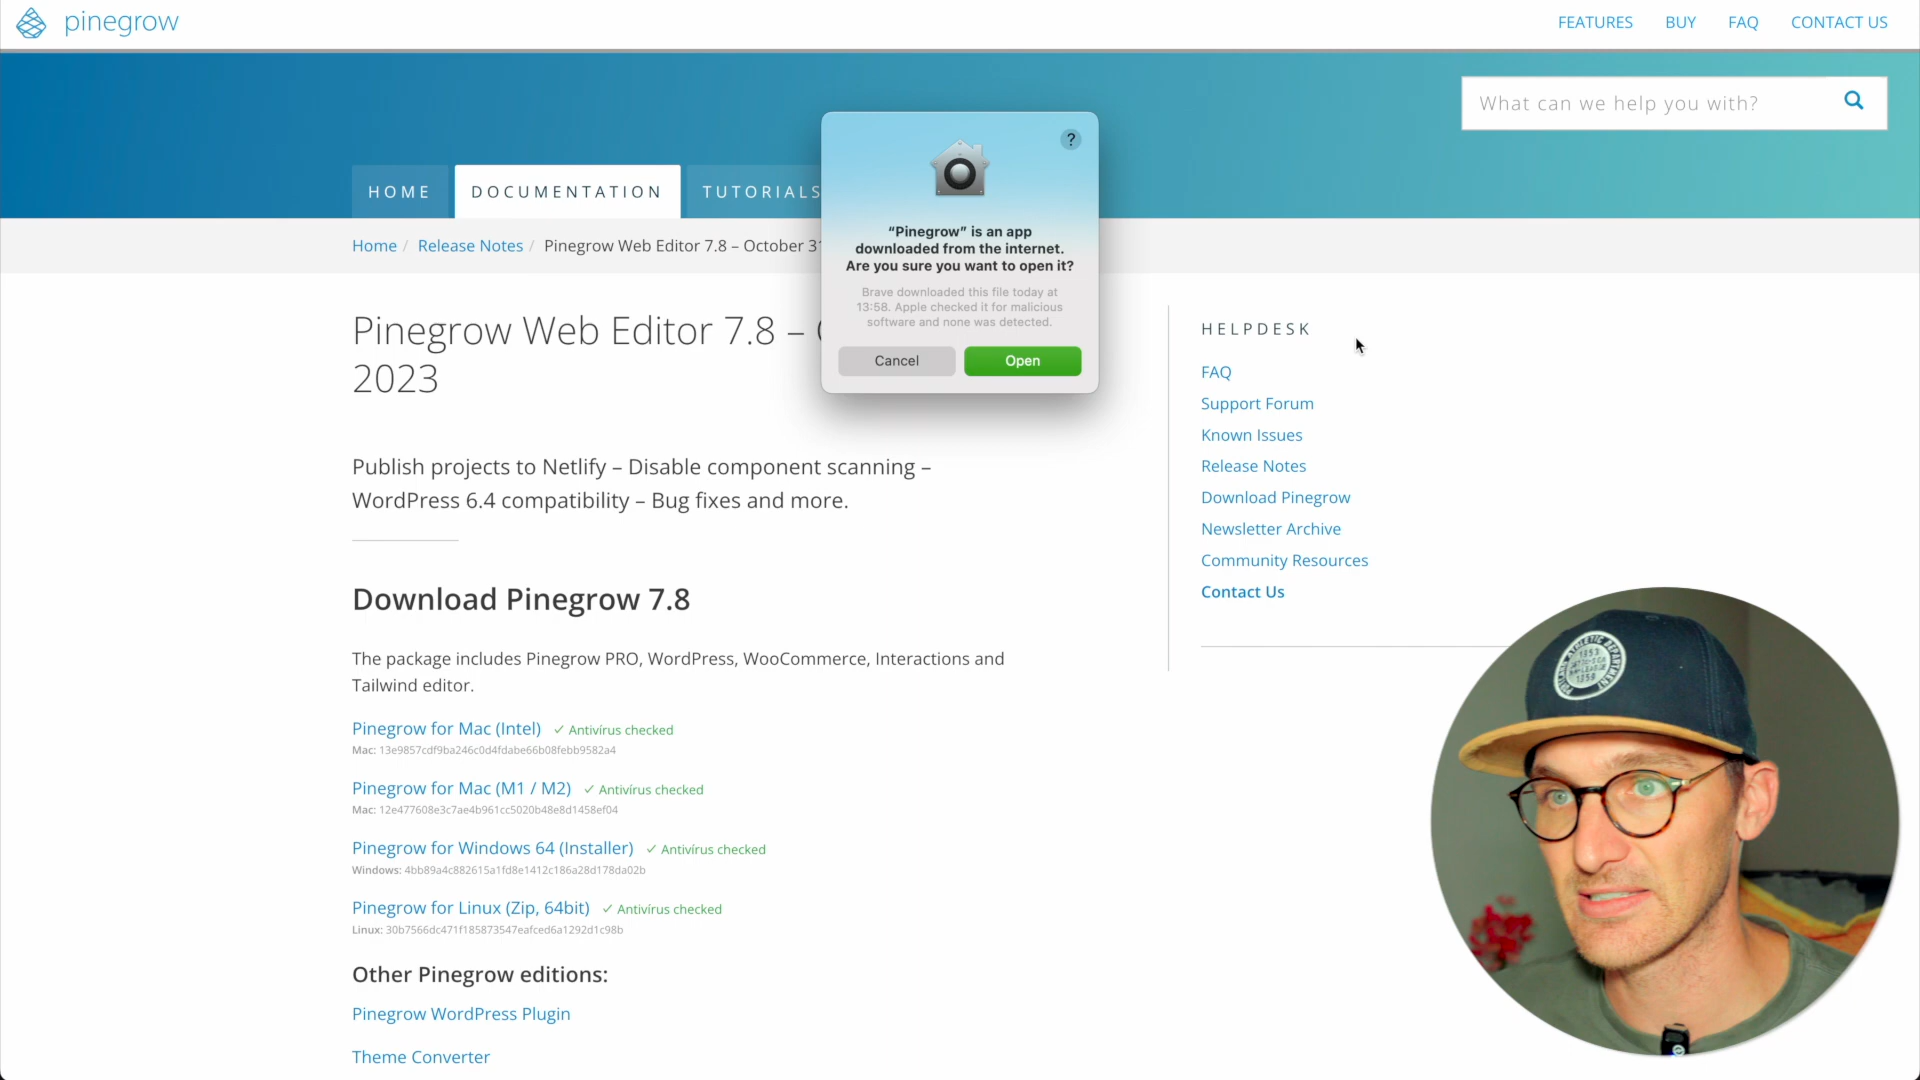 pinegrow
FEATURES
BUY
FAQ
CONTACT US
What can we help you with?
HOME
DOCUMENTATION
TUTORIALS
Home / Release Notes / Pinegrow Web Editor 7.8 – October 31
?
“Pinegrow” is an app
downloaded from the internet.
Are you sure you want to open it?
Brave downloaded this file today at
13:58. Apple checked it for malicious
software and none was detected.
Cancel
Open
Pinegrow Web Editor 7.8 –
2023
Publish projects to Netlify – Disable component scanning –
WordPress 6.4 compatibility – Bug fixes and more.
Download Pinegrow 7.8
The package includes Pinegrow PRO, WordPress, WooCommerce, Interactions and
Tailwind editor.
Pinegrow for Mac (Intel) ✓ Antivírus checked
Mac: 13e9857cdf9ba246c0d4fdabe66b08febb9582a4
Pinegrow for Mac (M1 / M2) ✓ Antivírus checked
Mac: 12e477608e3c7ae4b961cc5020b48e8d1458ef04
Pinegrow for Windows 64 (Installer) ✓ Antivírus checked
Windows: 4bb89a4c882615a1fd8e1412c186a28d178da02b
Pinegrow for Linux (Zip, 64bit) ✓ Antivírus checked
Linux: 30b7566dc471f185873547eafced6a1292d1c98b
Other Pinegrow editions:
Pinegrow WordPress Plugin
Theme Converter
HELPDESK
FAQ
Support Forum
Known Issues
Release Notes
Download Pinegrow
Newsletter Archive
Community Resources
Contact Us